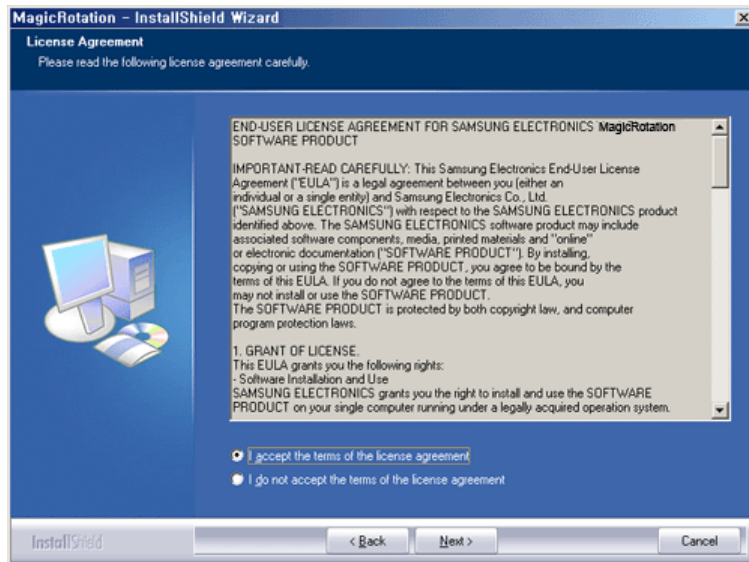 MagicRotation - InstallShield Wizard
License Agreement
Please read the following license agreement carefully.
END-USER LICENSE AGREEMENT FOR SAMSUNG ELECTRONICS MagicRotation
SOFTWARE PRODUCT
IMPORTANT-READ CAREFULLY: This Samsung Electronics End-User License
Agreement ("EULA") is a legal agreement between you (either an
individual or a single entity) and Samsung Electronics Co., Ltd.
("SAMSUNG ELECTRONICS") with respect to the SAMSUNG ELECTRONICS product
identified above. The SAMSUNG ELECTRONICS software product may include
associated software components, media, printed materials and "online"
or electronic documentation ("SOFTWARE PRODUCT"). By installing,
copying or using the SOFTWARE PRODUCT, you agree to be bound by the
terms of this EULA. If you do not agree to the terms of this EULA, you
may not install or use the SOFTWARE PRODUCT.
The SOFTWARE PRODUCT is protected by both copyright law, and computer
program protection laws.
1. GRANT OF LICENSE.
This EULA grants you the following rights:
- Software Installation and Use
SAMSUNG ELECTRONICS grants you the right to install and use the SOFTWARE
PRODUCT on your single computer running under a legally acquired operation system.
I accept the terms of the license agreement
I do not accept the terms of the license agreement
InstallShield
< Back
Next >
Cancel